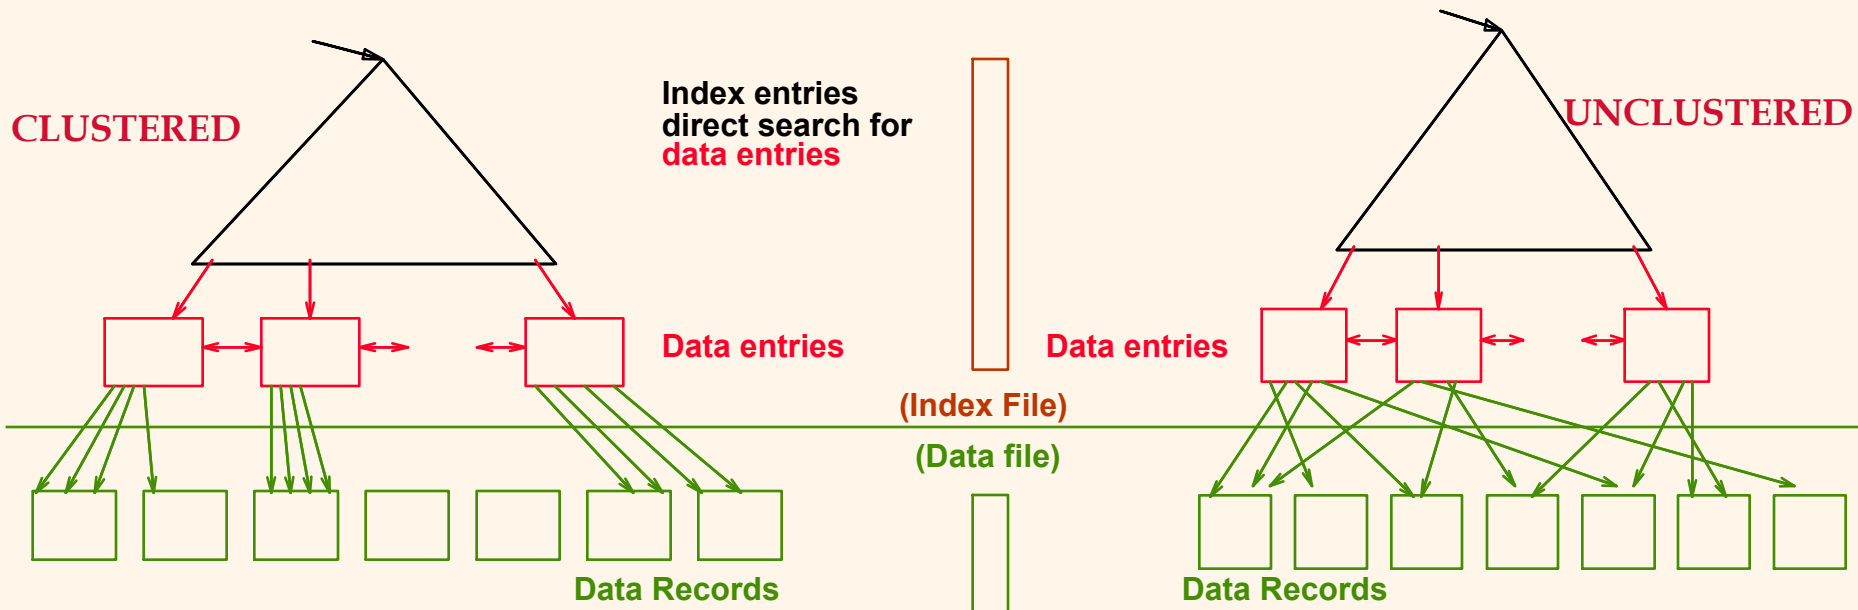 CLUSTERED
Index entries
direct search for
data entries
UNCLUSTERED
Data entries
Data entries
(Index File)
(Data file)
Data Records
Data Records